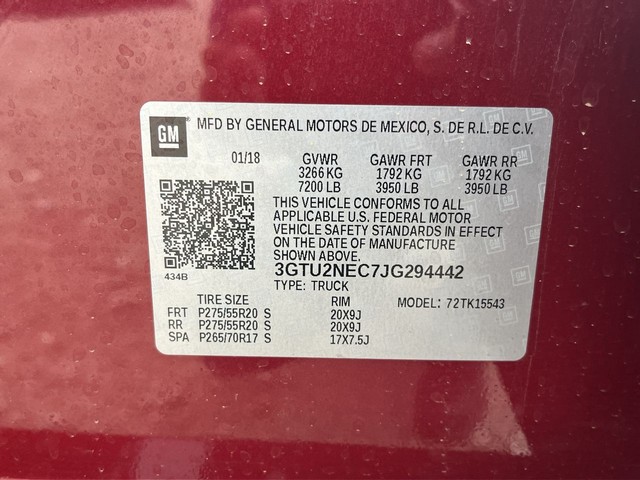 GM MFD BY GENERAL MOTORS DE MEXICO, S. DE R.L. DE C.V.
01/18 GVWR GAWR FRT GAWR RR
3266 KG 1792 KG 1792 KG
7200 LB 3950 LB 3950 LB
THIS VEHICLE CONFORMS TO ALL
APPLICABLE U.S. FEDERAL MOTOR
VEHICLE SAFETY STANDARDS IN EFFECT
ON THE DATE OF MANUFACTURE
SHOWN ABOVE.
434B
3GTU2NEC7JG294442
TYPE: TRUCK
TIRE SIZE RIM MODEL: 72TK15543
FRT P275/55R20 S 20X9J
RR P275/55R20 S 20X9J
SPA P265/70R17 S 17X7.5J